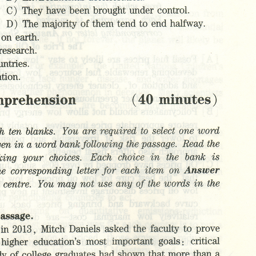 C) They have been brought under control.
D) The majority of them tend to end halfway.
on earth.
research.
untries.
tion.
mprehension (40 minutes)
h ten blanks. You are required to select one word
en in a word bank following the passage. Read the
king your choices. Each choice in the bank is
e corresponding letter for each item on Answer
centre. You may not use any of the words in the
assage.
in 2013, Mitch Daniels asked the faculty to prove
higher education's most important goals: critical
y of college graduates had shown that more than a